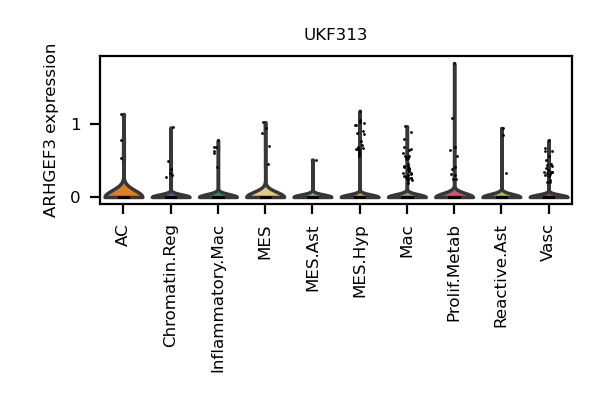 UKF313
ARHGEF3 expression
1
0
AC
Chromatin.Reg
Inflammatory.Mac
MES
MES.Ast
MES.Hyp
Mac
Prolif.Metab
Reactive.Ast
Vasc